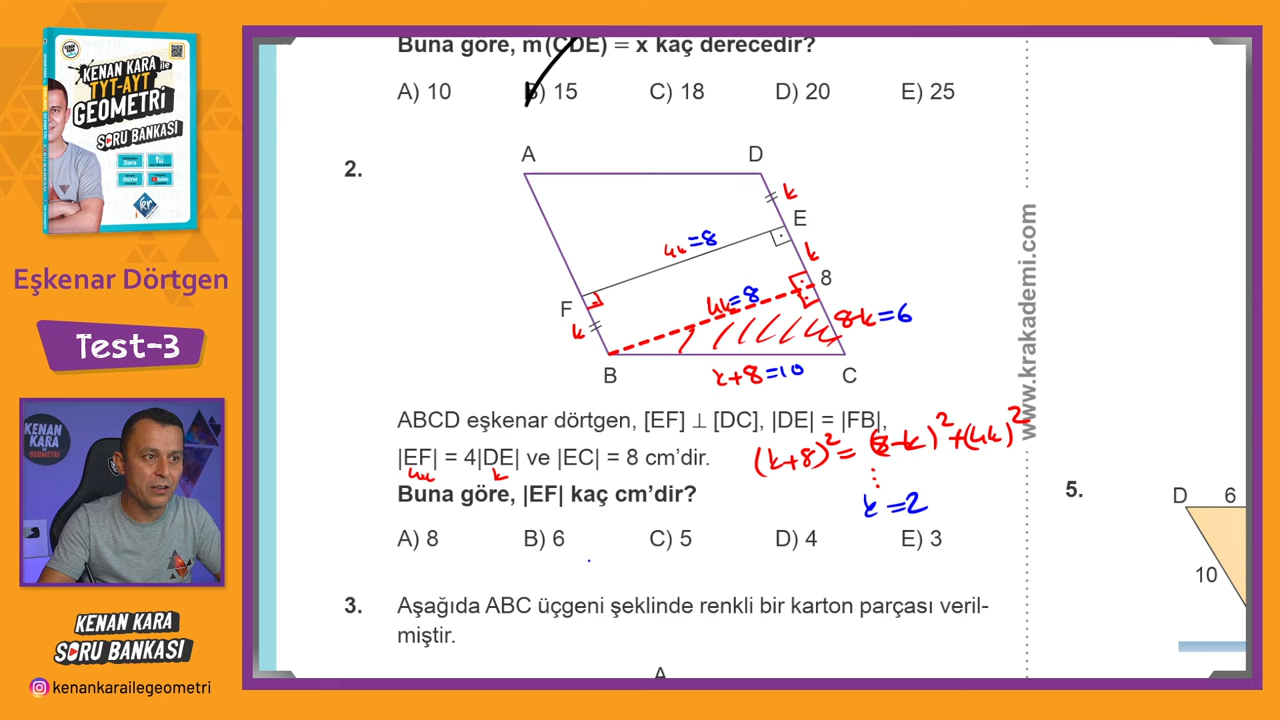 KENAN KARA ile
TYT-AYT
GEOMETRİ
SORU BANKASI
Eşkenar Dörtgen
Test-3
KENAN KARA
KENAN KARA
SORU BANKASI
kenankarailegeometri
Buna göre, m(CDE) = x kaç derecedir?
A) 10 B) 15 C) 18 D) 20 E) 25
2.
A D
k
E
4k=8
k
8
4k=8
F
k
8-k=6
B k+8=10 C
ABCD eşkenar dörtgen, [EF] ⊥ [DC], |DE| = |FB|,
|EF| = 4|DE| ve |EC| = 8 cm'dir.
4k k
(k+8)² = (8-k)² + (4k)²
k=2
Buna göre, |EF| kaç cm'dir?
A) 8 B) 6 C) 5 D) 4 E) 3
3. Aşağıda ABC üçgeni şeklinde renkli bir karton parçası veril-
miştir.
A
www.krakademi.com
5.
D 6
10